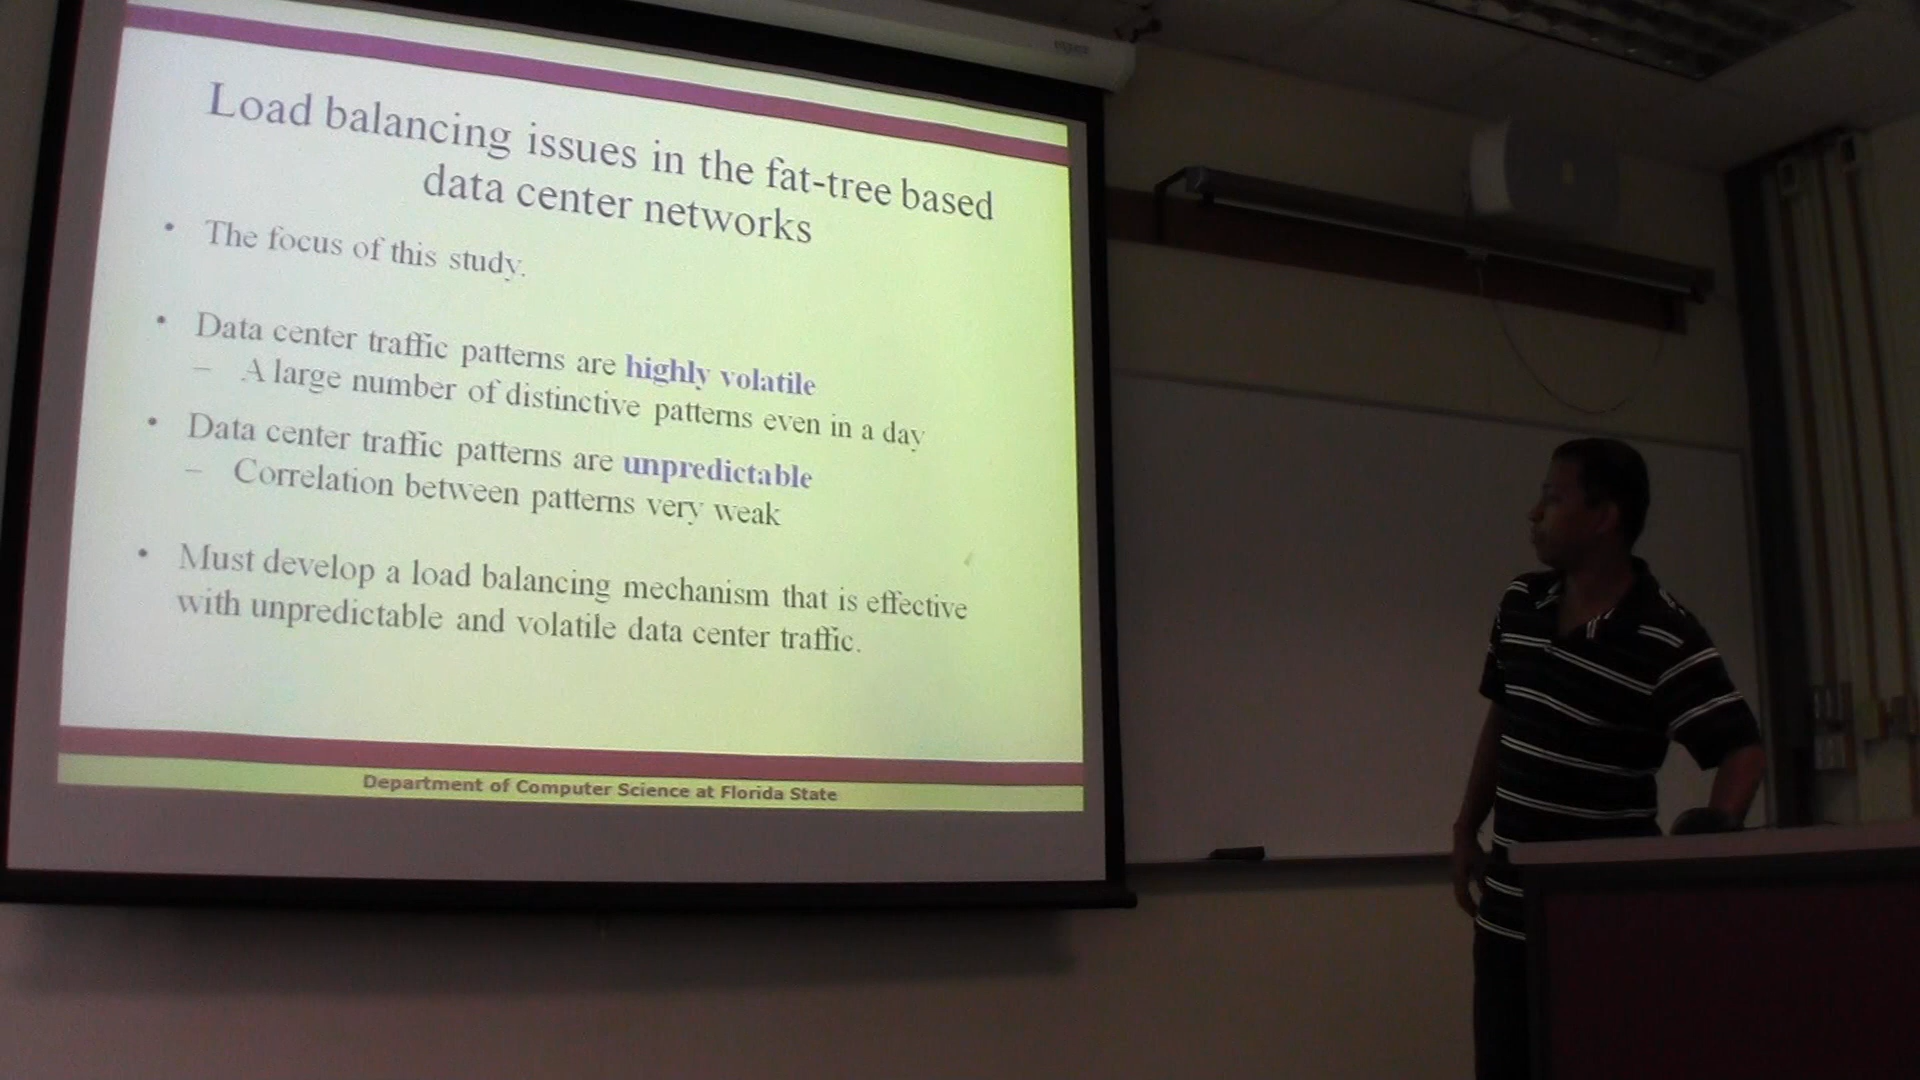 Load balancing issues in the fat-tree based
data center networks
• The focus of this study.
• Data center traffic patterns are highly volatile
– A large number of distinctive patterns even in a day
• Data center traffic patterns are unpredictable
– Correlation between patterns very weak
• Must develop a load balancing mechanism that is effective
with unpredictable and volatile data center traffic.
Department of Computer Science at Florida State